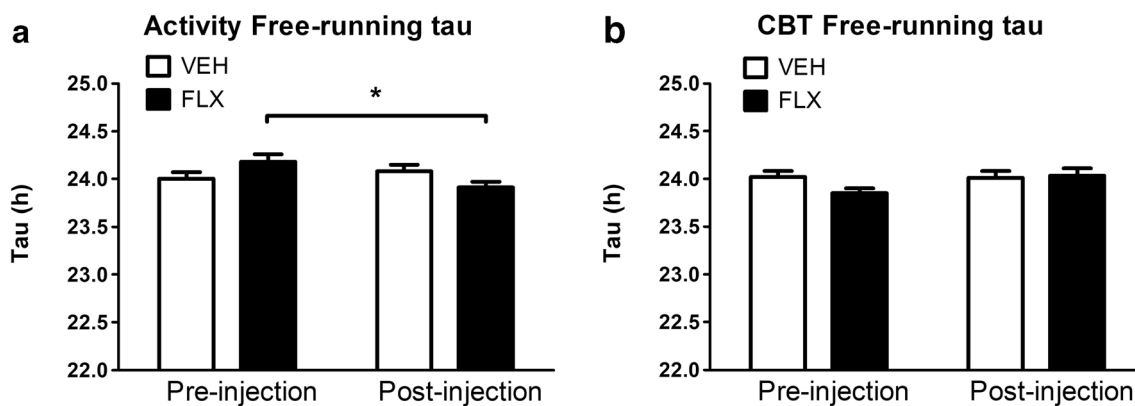 a
Activity Free-running tau
VEH
FLX
*
25.0
24.5
24.0
23.5
23.0
22.5
22.0
Tau (h)
Pre-injection Post-injection
b
CBT Free-running tau
VEH
FLX
25.0
24.5
24.0
23.5
23.0
22.5
22.0
Tau (h)
Pre-injection Post-injection